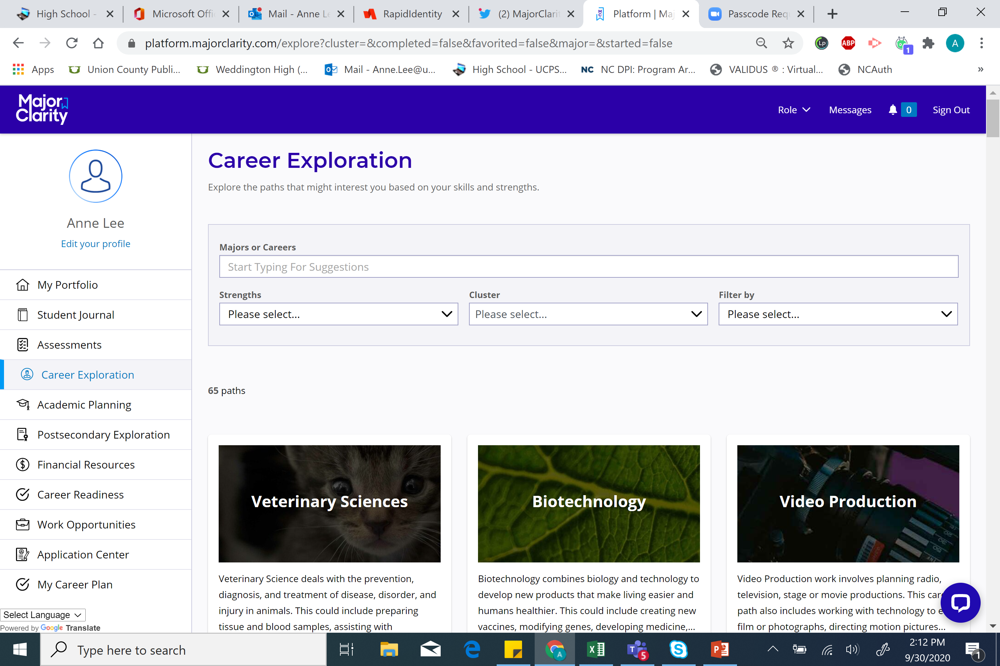 High School -
Microsoft Offi
Mail - Anne Le
RapidIdentity
(2) MajorClarit
Platform | Maj
Passcode Requ
platform.majorclarity.com/explore?cluster=&completed=false&favorited=false&major=&started=false
LP
ABP
1
A
Apps
Union County Publi...
Weddington High (...
Mail - Anne.Lee@u...
High School - UCPS...
NC
NC DPI: Program Ar...
VALIDUS ® : Virtual...
NCAuth
»
Major
Clarity
Role
Messages
0
Sign Out
Anne Lee
Edit your profile
My Portfolio
Student Journal
Assessments
Career Exploration
Academic Planning
Postsecondary Exploration
Financial Resources
Career Readiness
Work Opportunities
Application Center
My Career Plan
Select Language
Powered by Google Translate
Career Exploration
Explore the paths that might interest you based on your skills and strengths.
Majors or Careers
Start Typing For Suggestions
Strengths
Please select...
Cluster
Please select...
Filter by
Please select...
65 paths
Veterinary Sciences
Veterinary Science deals with the prevention,
diagnosis, and treatment of disease, disorder, and
injury in animals. This could include preparing
tissue and blood samples, assisting with
Biotechnology
Biotechnology combines biology and technology to
develop new products that make living easier and
humans healthier. This could include creating new
vaccines, modifying genes, developing medicine,...
Video Production
Video Production work involves planning radio,
television, stage or movie productions. This car
path also includes working with technology to e
film or photographs, directing motion pictures...
Type here to search
A
5
2:12 PM
9/30/2020
1